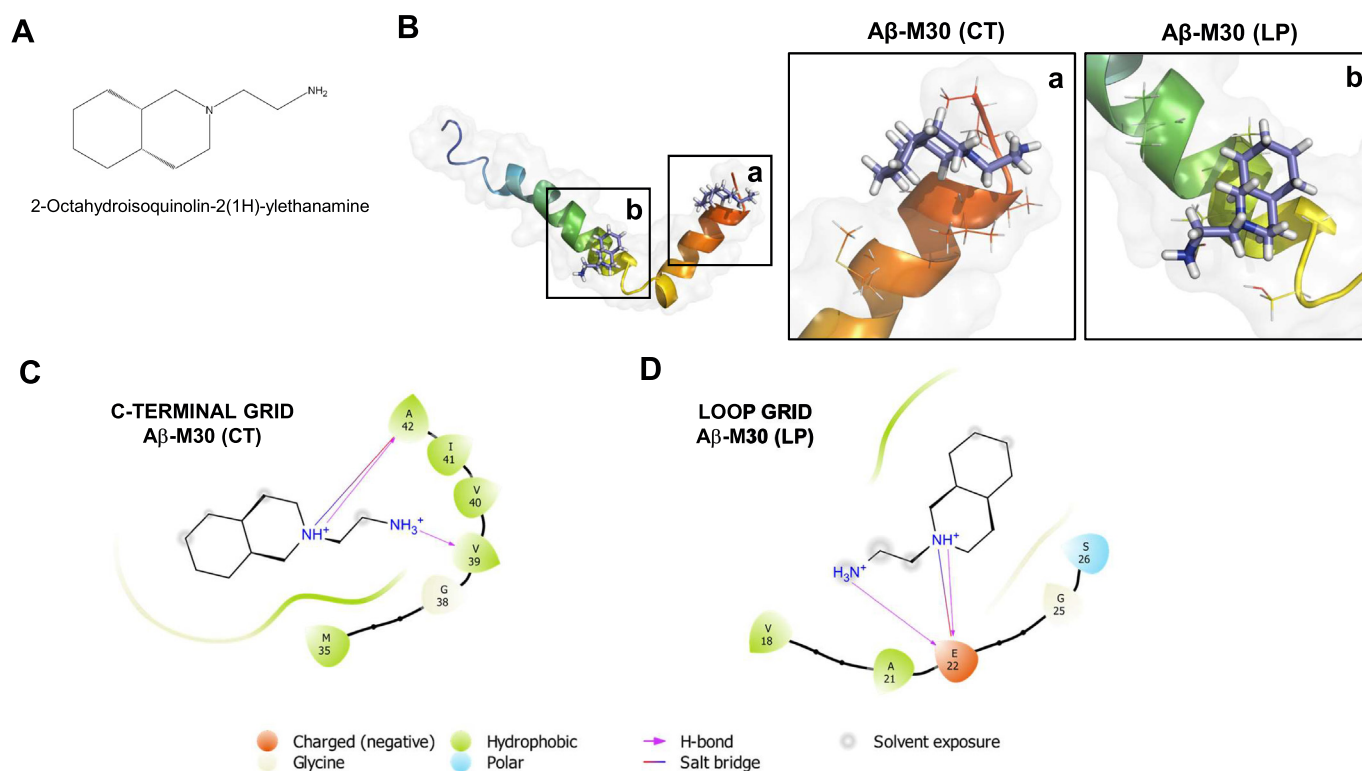 A
N
NH₂
2-Octahydroisoquinolin-2(1H)-ylethanamine
B
a
b
Aβ-M30 (CT)
a
Aβ-M30 (LP)
b
C
C-TERMINAL GRID
Aβ-M30 (CT)
A
42
I
41
V
40
V
39
G
38
M
35
NH⁺
NH₃⁺
D
LOOP GRID
Aβ-M30 (LP)
NH⁺
H₃N⁺
V
18
A
21
E
22
G
25
S
26
Charged (negative)
Hydrophobic
H-bond
Solvent exposure
Glycine
Polar
Salt bridge